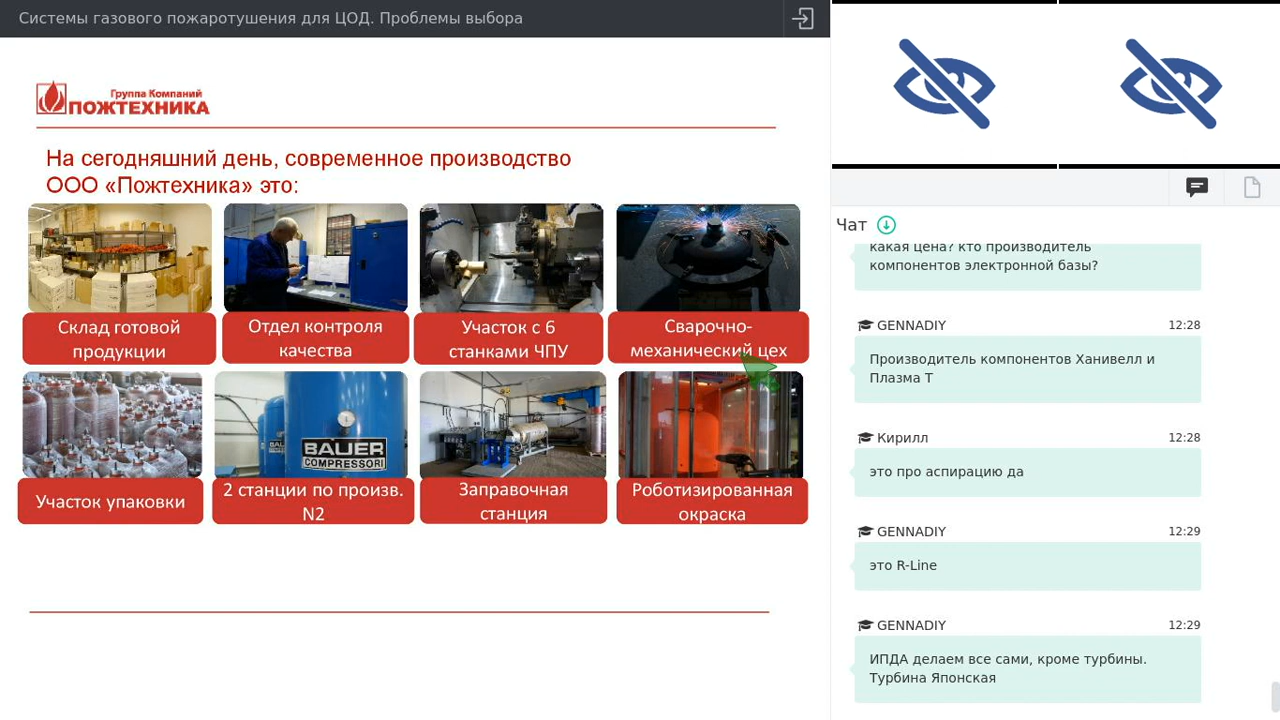 Системы газового пожаротушения для ЦОД. Проблемы выбора
Группа Компаний
ПОЖТЕХНИКА
На сегодняшний день, современное производство
ООО «Пожтехника» это:
Склад готовой
продукции
Отдел контроля
качества
Участок с 6
станками ЧПУ
Сварочно-
механический цех
BAUER
COMPRESSORI
Участок упаковки
2 станции по произв.
N2
Заправочная
станция
Роботизированная
окраска
Чат
какая цена? кто производитель
компонентов электронной базы?
GENNADIY 12:28
Производитель компонентов Ханивелл и
Плазма Т
Кирилл 12:28
это про аспирацию да
GENNADIY 12:29
это R-Line
GENNADIY 12:29
ИПДА делаем все сами, кроме турбины.
Турбина Японская